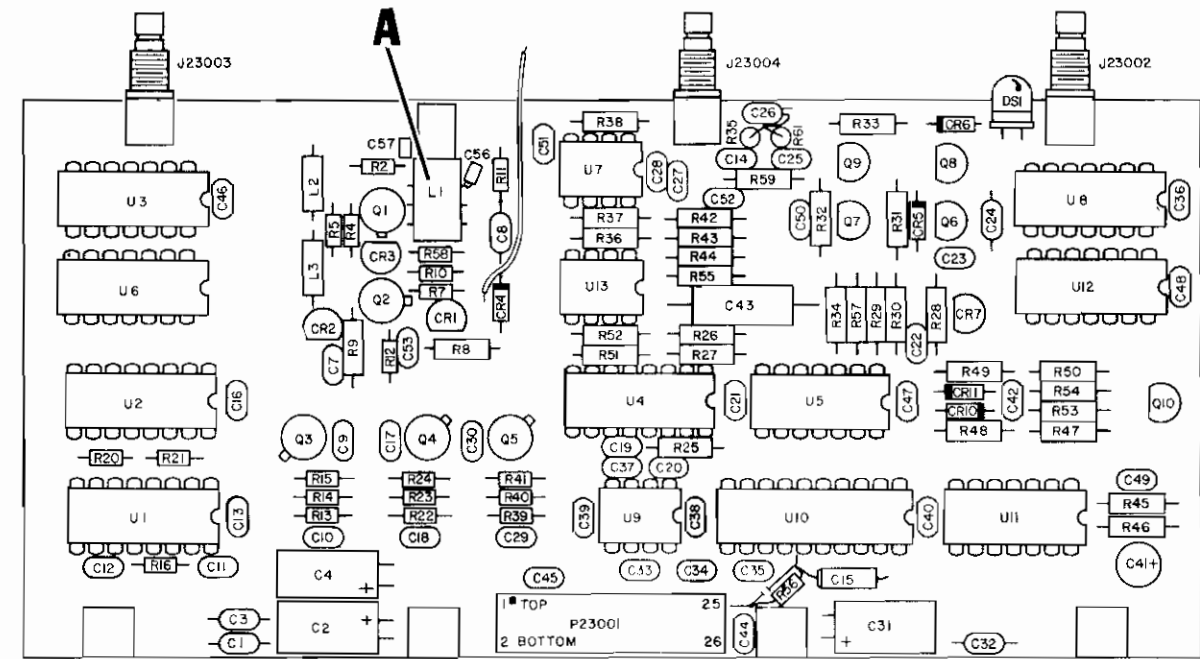 A
J23003
J23004
J23002
DS1
C26
R38
R35
R61
R33
CR6
C57
C56
C51
R2
R11
C14
C25
Q9
Q8
L2
L1
U7
C28
C27
R59
U3
C46
U8
C36
Q1
C52
R5
R4
C8
R37
R42
C50
R32
Q7
R31
CR5
Q6
C24
R36
R43
CR3
R58
R44
C23
L3
R10
R55
U6
U13
U12
C48
R7
Q2
CR4
C43
R34
R57
R29
R30
R28
CR7
CR1
CR2
R9
C53
R52
R26
C22
C7
R12
R8
R51
R27
R49
R50
U2
C16
U4
C21
U5
C47
CR11
C42
R54
Q10
CR10
R53
R48
R47
Q3
C9
C17
Q4
C30
Q5
C19
R25
R20
R21
C37
C20
R15
R24
R41
C49
R14
R23
R40
R45
U1
C13
R13
R22
R39
C39
U9
C38
U10
C40
U11
R46
C10
C18
C29
C12
R16
C11
C33
C34
C35
C41+
C4
+
C45
R56
C15
1 TOP 25
C3
C2
+
P23001
C44
C31
+
C1
2 BOTTOM 26
C32